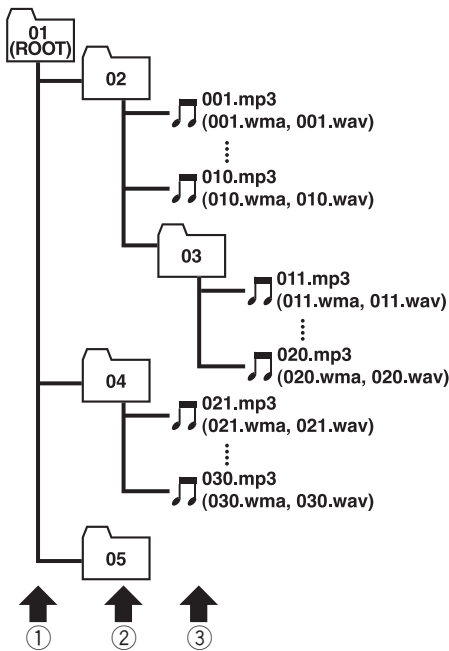 01
(ROOT)
02
001.mp3
(001.wma, 001.wav)
010.mp3
(010.wma, 010.wav)
03
011.mp3
(011.wma, 011.wav)
020.mp3
(020.wma, 020.wav)
04
021.mp3
(021.wma, 021.wav)
030.mp3
(030.wma, 030.wav)
05
① ② ③